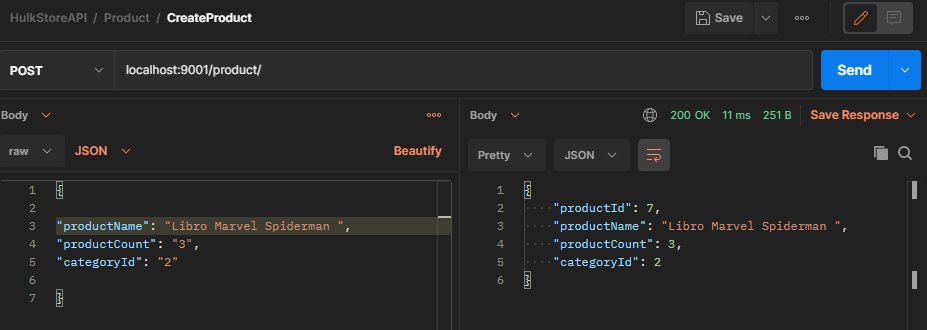 HulkStoreAPI / Product / CreateProduct
Save
POST
localhost:9001/product/
Send
Body
raw
JSON
Beautify
1 {
2
3 "productName": "Libro Marvel Spiderman ",
4 "productCount": "3",
5 "categoryId": "2"
6
7 }
Body
200 OK 11 ms 251 B Save Response
Pretty
JSON
1 {
2 "productId": 7,
3 "productName": "Libro Marvel Spiderman ",
4 "productCount": 3,
5 "categoryId": 2
6 }